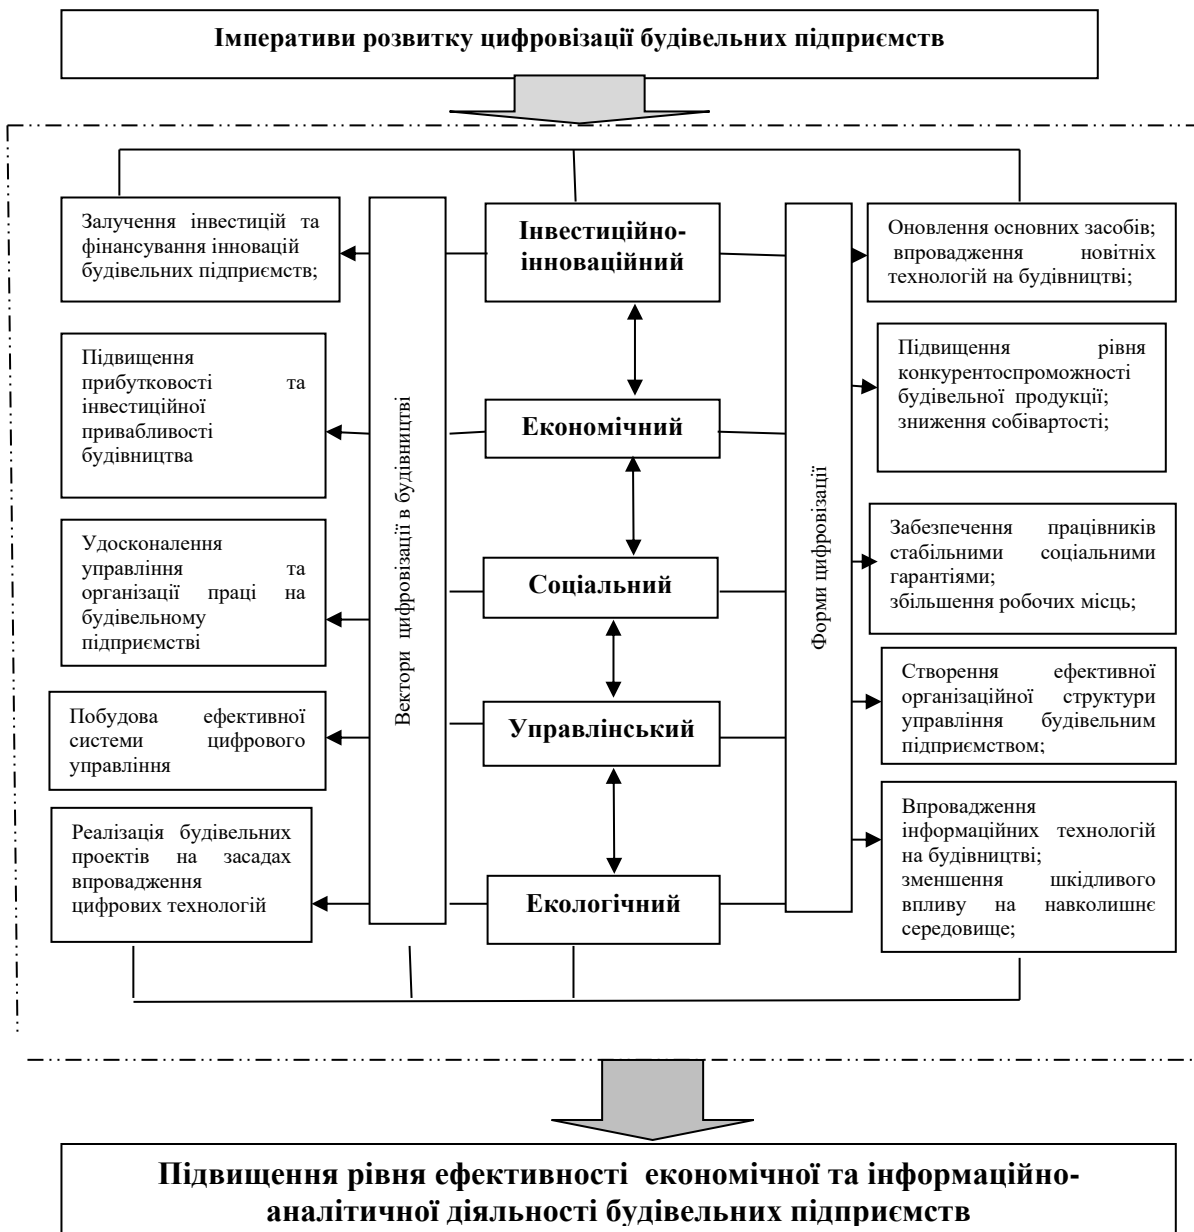 Імперативи розвитку цифровізації будівельних підприємств
Залучення інвестицій та
фінансування інновацій
будівельних підприємств;
Підвищення
прибутковості та
інвестиційної
привабливості
будівництва
Удосконалення
управління та
організації праці на
будівельному
підприємстві
Побудова ефективної
системи цифрового
управління
Реалізація будівельних
проектів на засадах
впровадження
цифрових технологій
Вектори цифровізації в будівництві
Інвестиційно-
інноваційний
Економічний
Соціальний
Управлінський
Екологічний
Форми цифровізації
Оновлення основних засобів;
впровадження новітніх
технологій на будівництві;
Підвищення рівня
конкурентоспроможності
будівельної продукції;
зниження собівартості;
Забезпечення працівників
стабільними соціальними
гарантіями;
збільшення робочих місць;
Створення ефективної
організаційної структури
управління будівельним
підприємством;
Впровадження
інформаційних технологій
на будівництві;
зменшення шкідливого
впливу на навколишнє
середовище;
Підвищення рівня ефективності економічної та інформаційно-
аналітичної діяльності будівельних підприємств